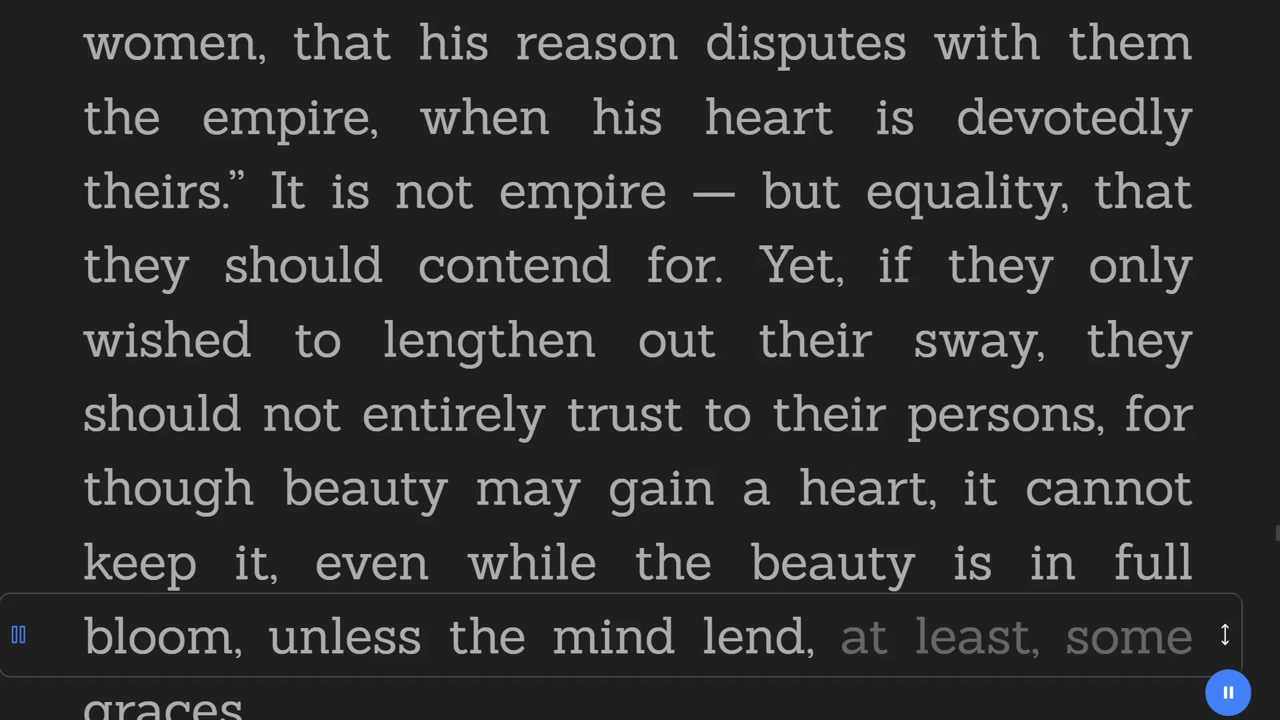 women, that his reason disputes with them
the empire, when his heart is devotedly
theirs.” It is not empire — but equality, that
they should contend for. Yet, if they only
wished to lengthen out their sway, they
should not entirely trust to their persons, for
though beauty may gain a heart, it cannot
keep it, even while the beauty is in full
bloom, unless the mind lend, at least, some
graces